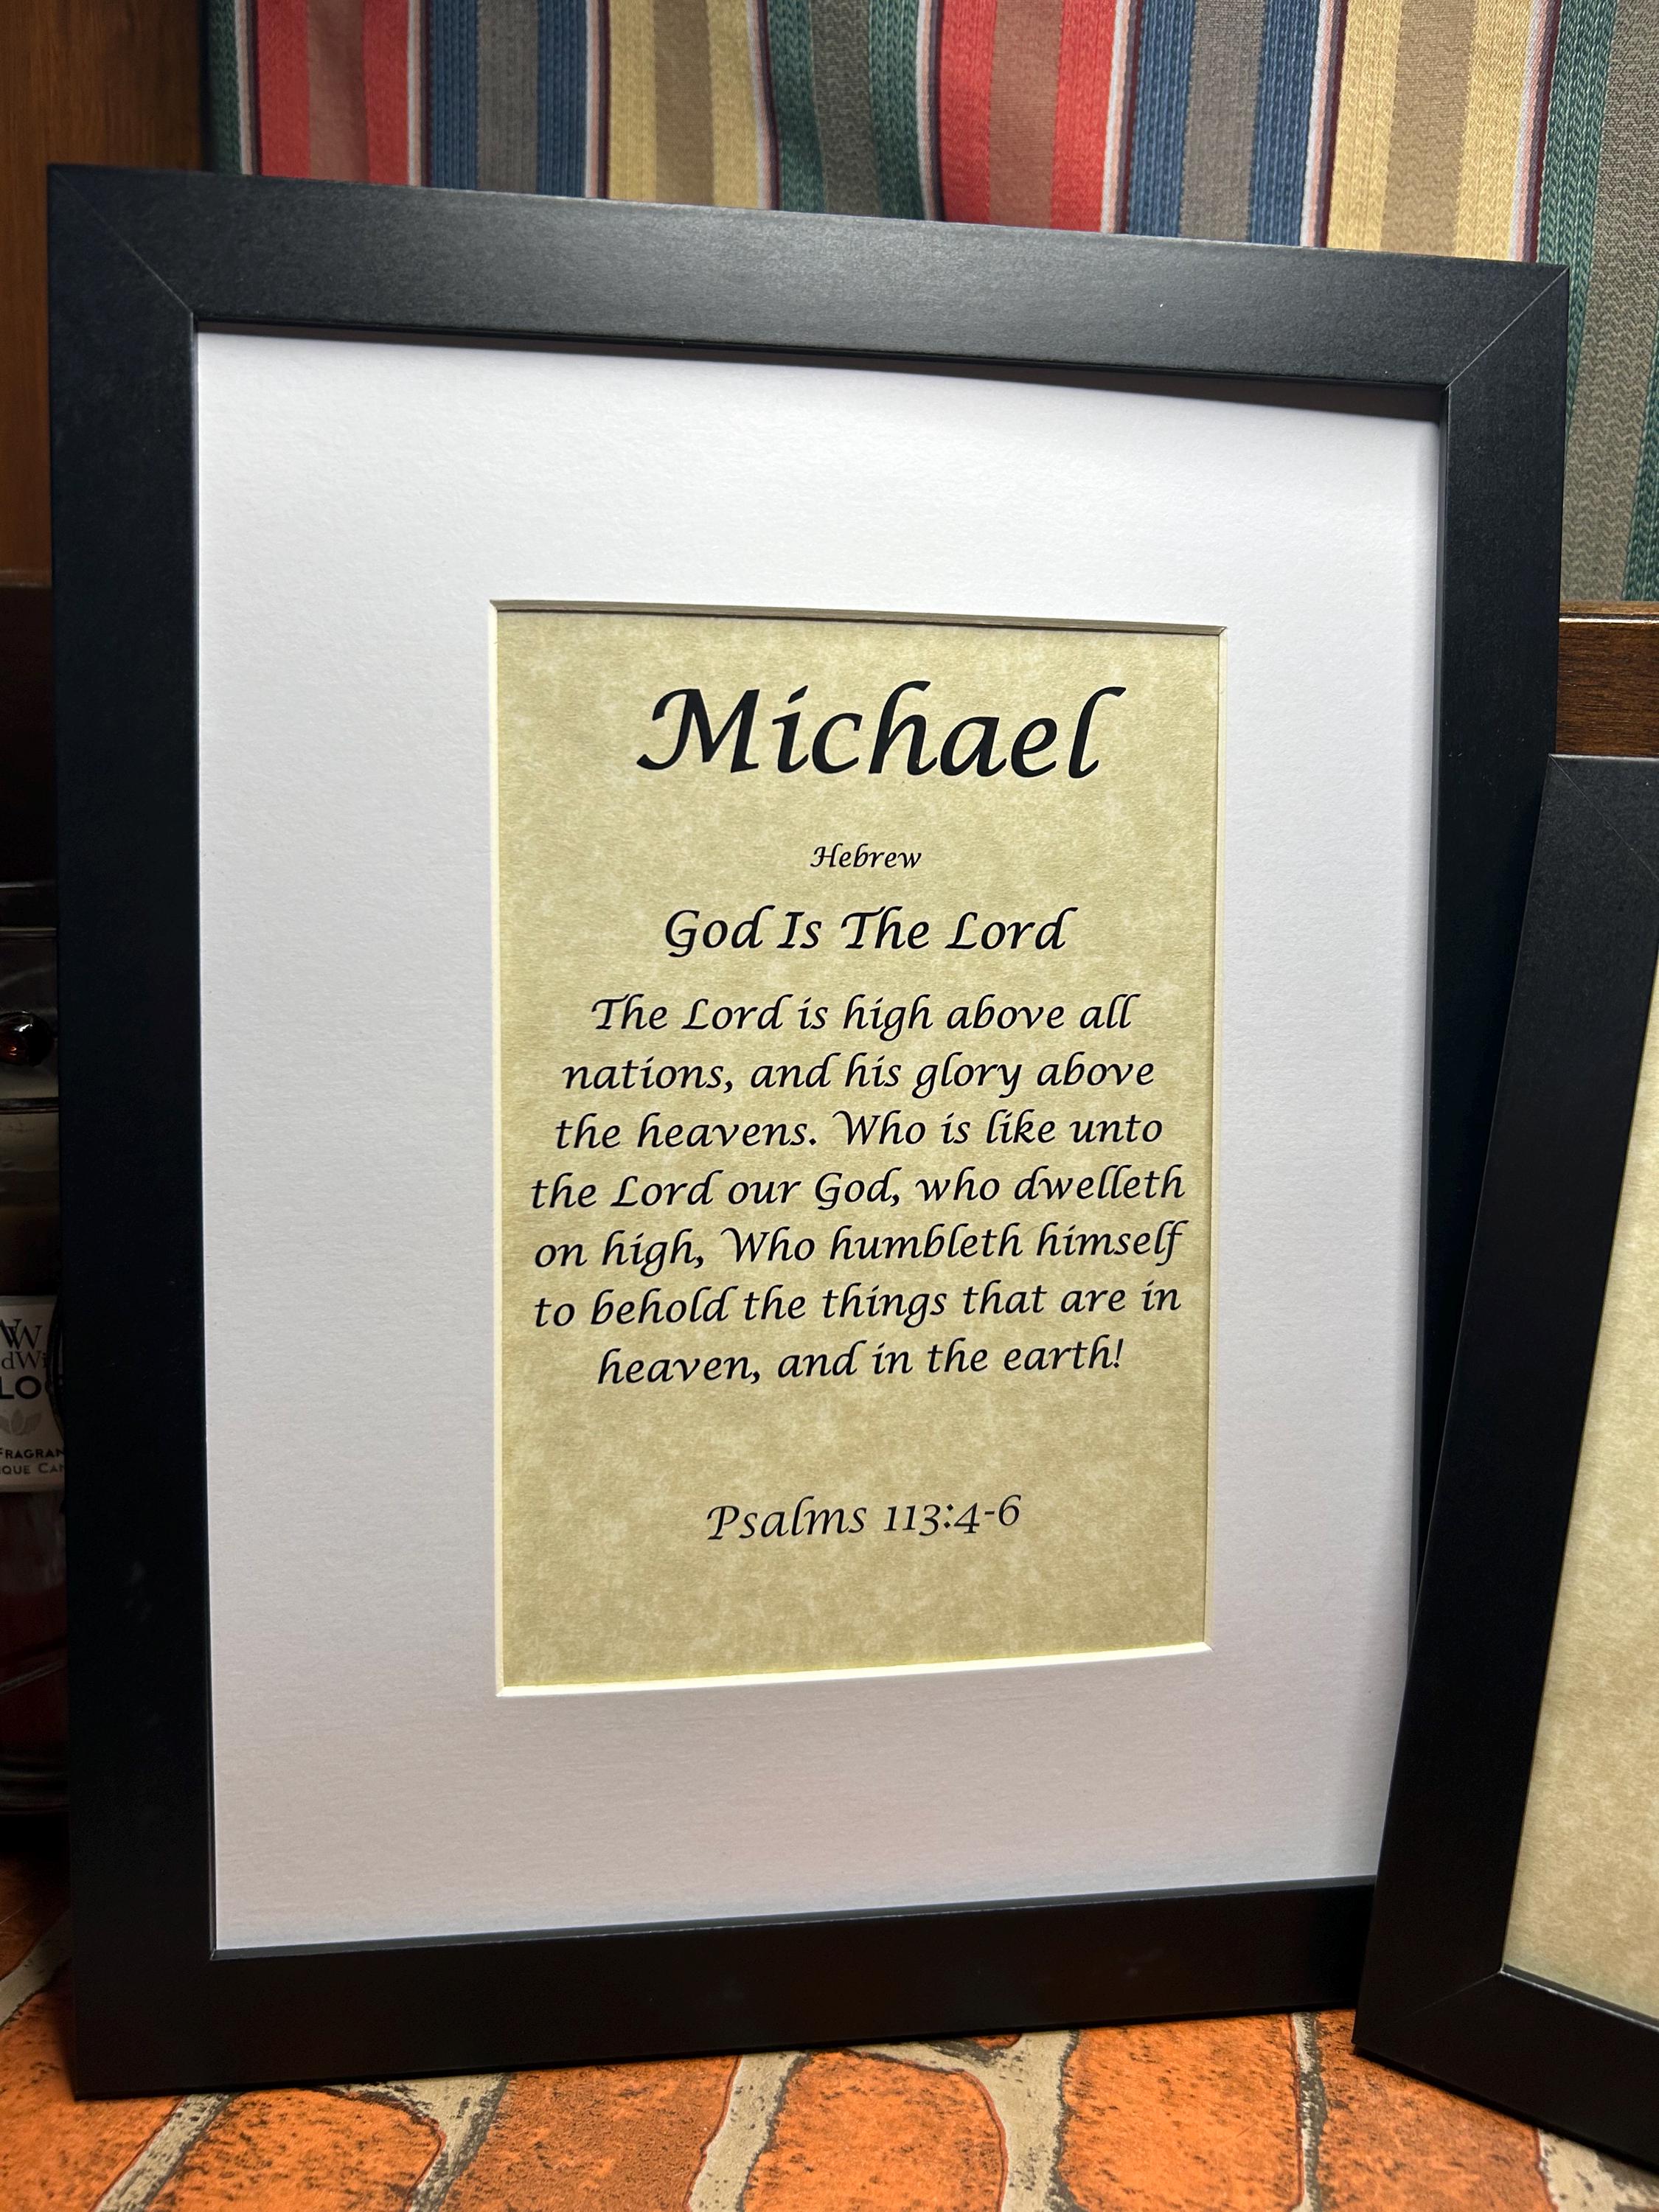 Michael
Hebrew
God Is The Lord
The Lord is high above all
nations, and his glory above
the heavens. Who is like unto
the Lord our God, who dwelleth
on high, Who humbleth himself
to behold the things that are in
heaven, and in the earth!
Psalms 113:4-6